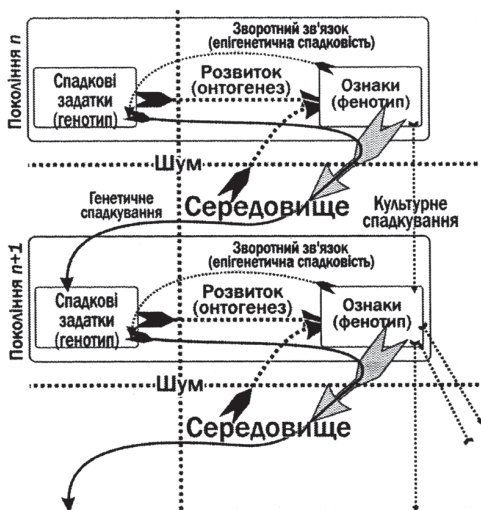 Покоління n
Зворотний зв'язок
(епігенетична спадковість)
Спадкові
задатки
(генотип)
Розвиток
(онтогенез)
Ознаки
(фенотип)
Шум
Генетичне
спадкування
Середовище
Культурне
спадкування
Покоління n+1
Зворотний зв'язок
(епігенетична спадковість)
Спадкові
задатки
(генотип)
Розвиток
(онтогенез)
Ознаки
(фенотип)
Шум
Середовище